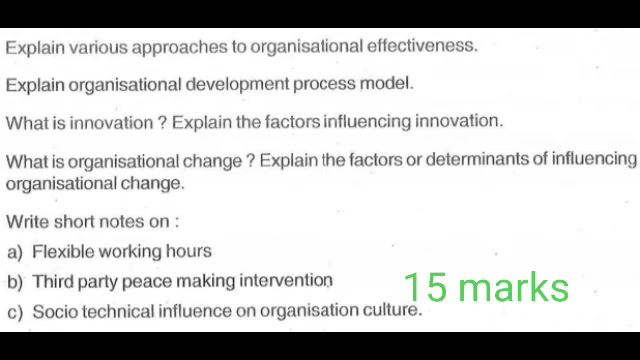 Explain various approaches to organisational effectiveness.
Explain organisational development process model.
What is innovation ? Explain the factors influencing innovation.
What is organisational change ? Explain the factors or determinants of influencing
organisational change.
Write short notes on :
a) Flexible working hours
b) Third party peace making intervention
15 marks
c) Socio technical influence on organisation culture.